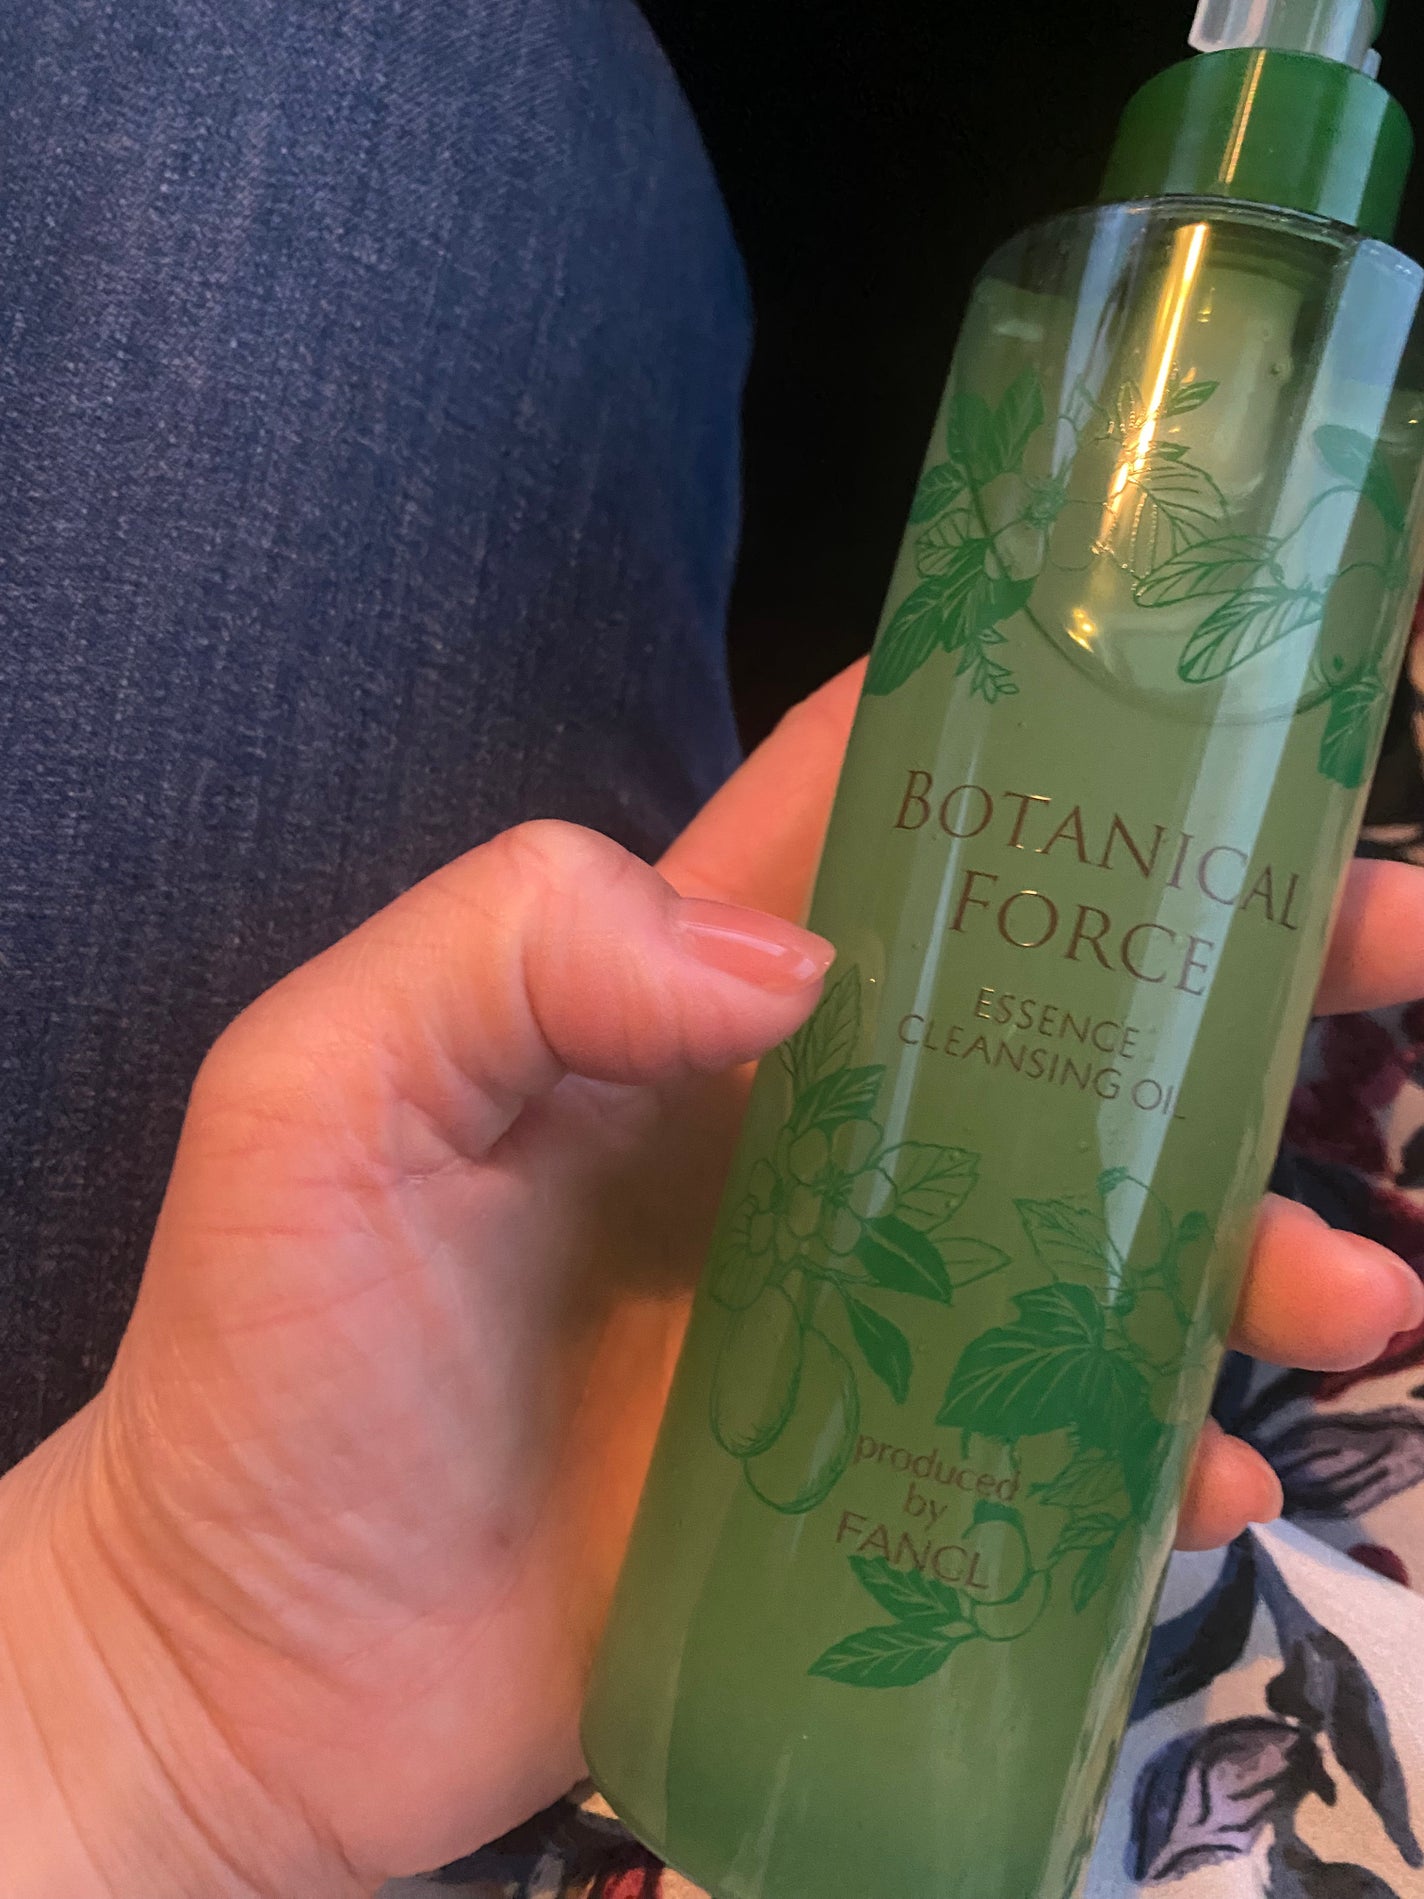 BOTANICAL
FORCE
ESSENCE
CLEANSING OIL
produced
by
FANCL